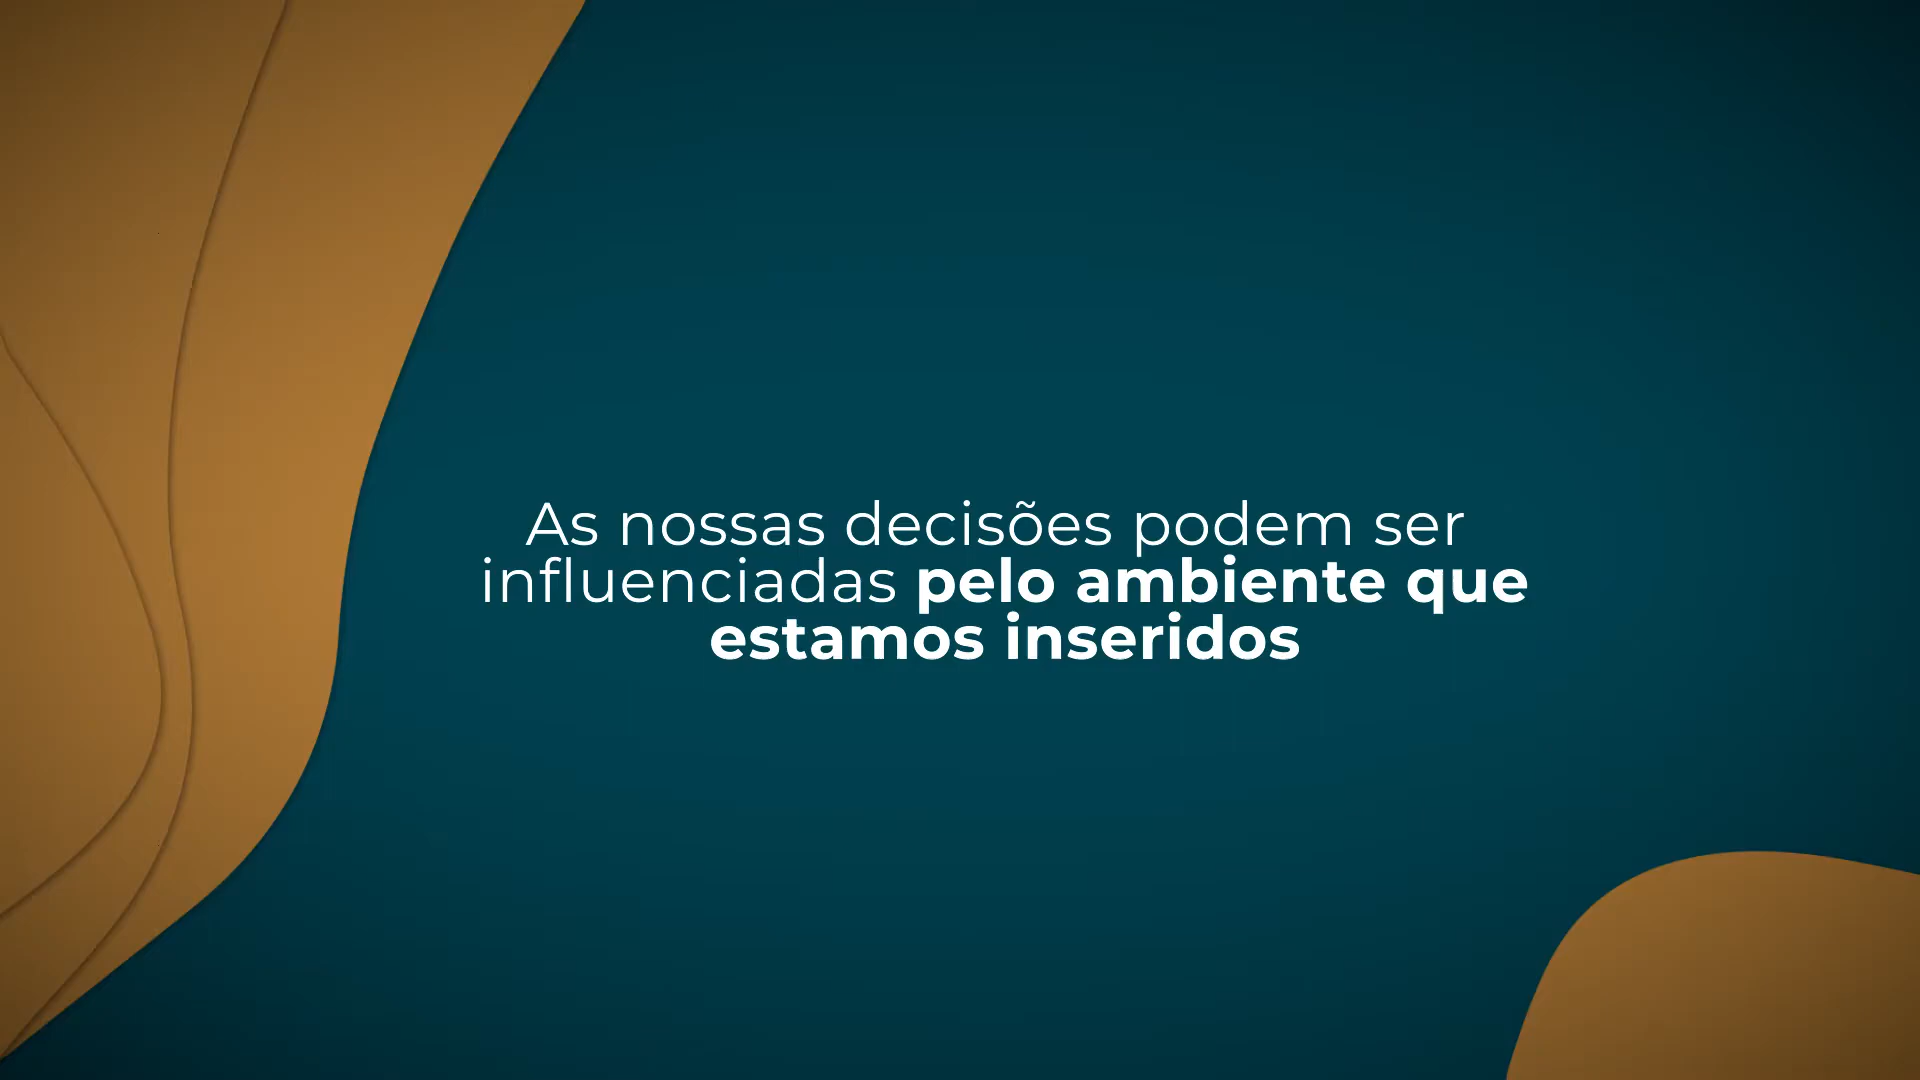 As nossas decisões podem ser
influenciadas pelo ambiente que
estamos inseridos